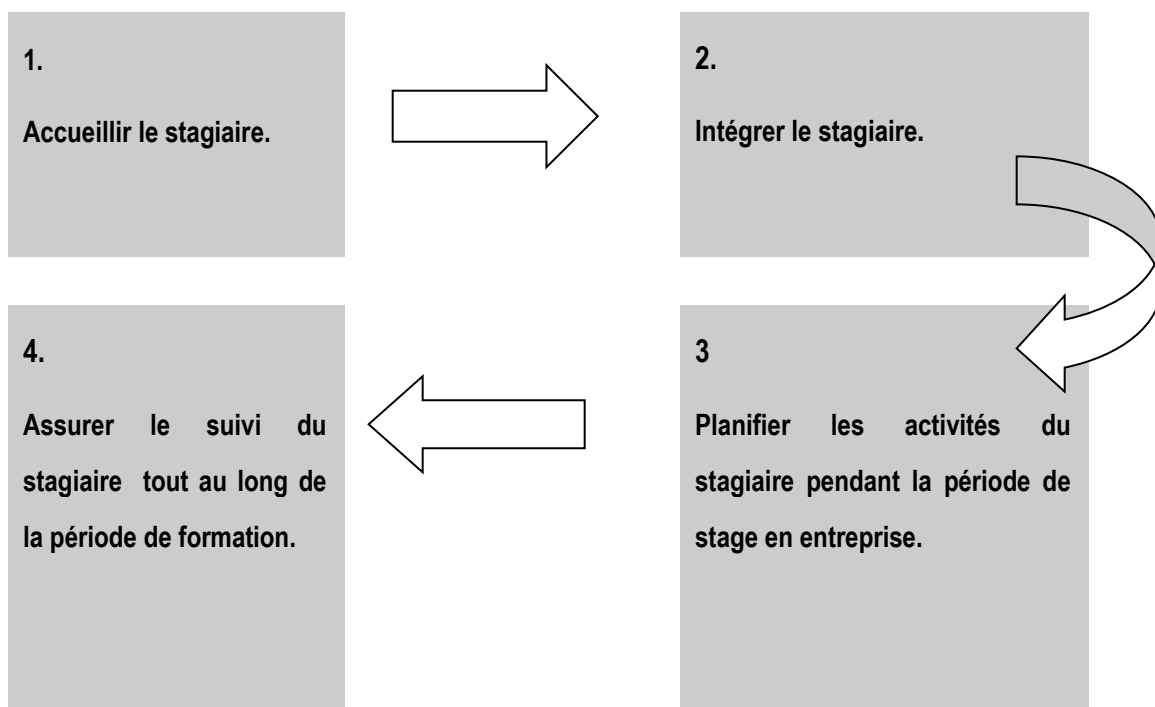 1.
Accueillir le stagiaire.
2.
Intégrer le stagiaire.
3
Planifier les activités du
stagiaire pendant la période de
stage en entreprise.
4.
Assurer le suivi du
stagiaire tout au long de
la période de formation.